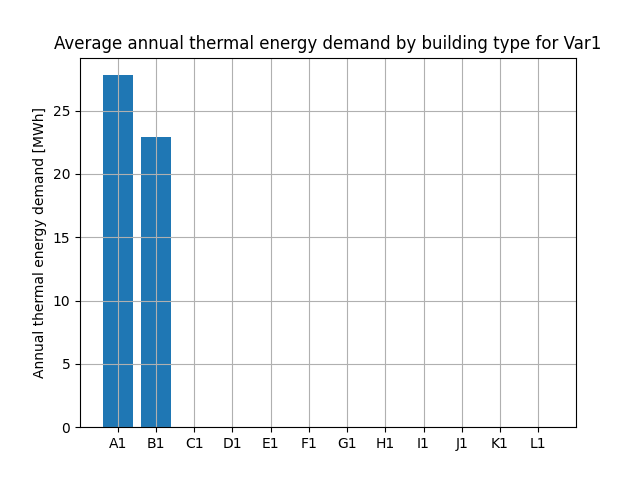 Average annual thermal energy demand by building type for Var1
Annual thermal energy demand [MWh]
25
20
15
10
5
0
A1 B1 C1 D1 E1 F1 G1 H1 I1 J1 K1 L1